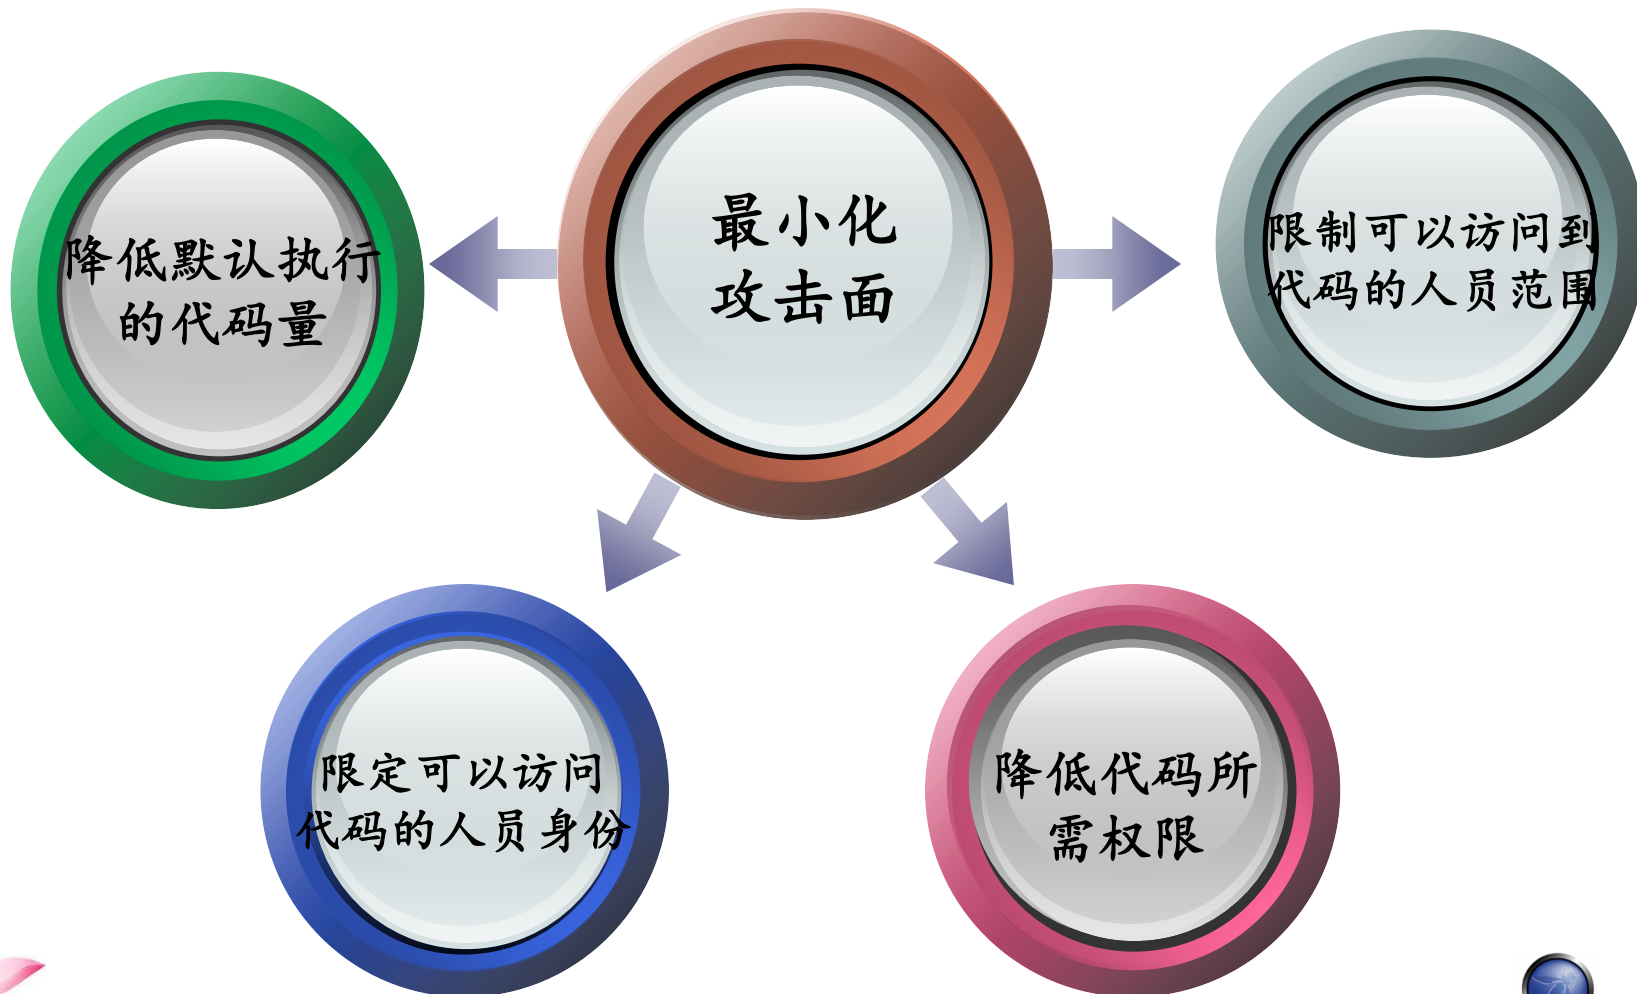 最小化
攻击面
降低默认执行
的代码量
限制可以访问到
代码的人员范围
限定可以访问
代码的人员身份
降低代码所
需权限